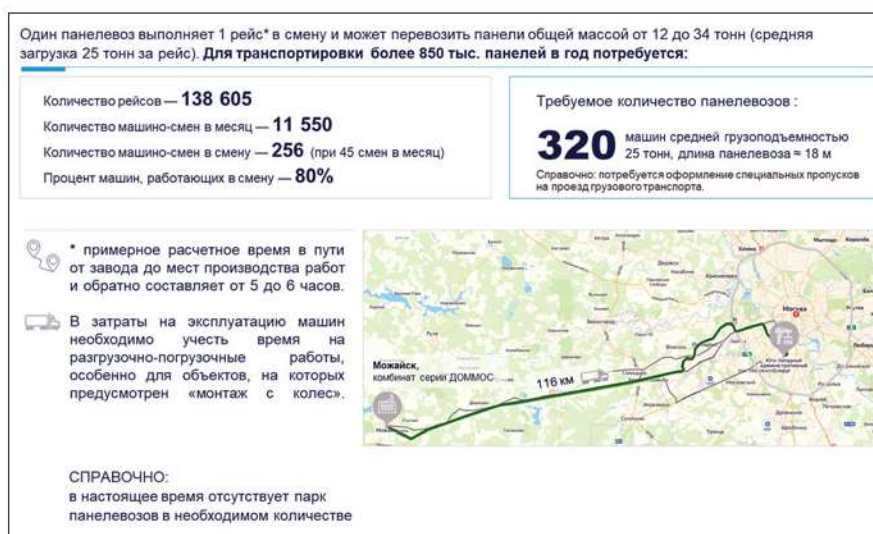 Один панелевоз выполняет 1 рейс* в смену и может перевозить панели общей массой от 12 до 34 тонн (средняя
загрузка 25 тонн за рейс). Для транспортировки более 850 тыс. панелей в год потребуется:
Количество рейсов — 138 605
Количество машино-смен в месяц — 11 550
Количество машино-смен в смену — 256 (при 45 смен в месяц)
Процент машин, работающих в смену — 80%
Требуемое количество панелевозов :
320 машин средней грузоподъемностью
25 тонн, длина панелевоза ≈ 18 м
Справочно: потребуется оформление специальных пропусков
на проезд грузового транспорта.
* примерное расчетное время в пути
от завода до мест производства работ
и обратно составляет от 5 до 6 часов.
В затраты на эксплуатацию машин
необходимо учесть время на
разгрузочно-погрузочные работы,
особенно для объектов, на которых
предусмотрен «монтаж с колес».
Москва
Можайск,
комбинат серии ДОММОС
116 км
СПРАВОЧНО:
в настоящее время отсутствует парк
панелевозов в необходимом количестве